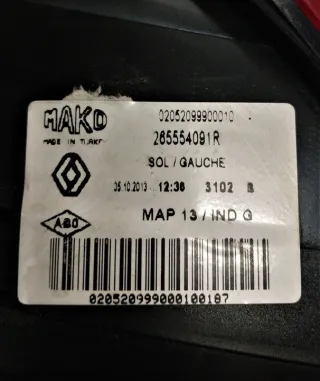 MAKO
MADE IN TURKEY
02052099900010
265554091R
SOL / GAUCHE
05.10.2013 12:36 3102 B
MAP 13 / IND G
020520999000100187